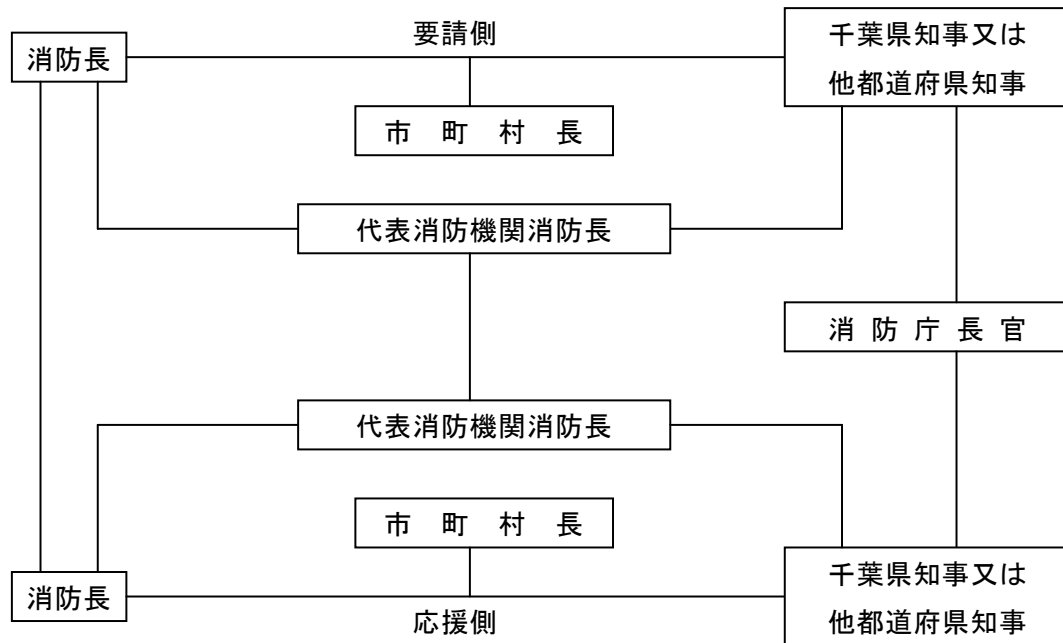 要請側
千葉県知事又は
他都道府県知事
消防長
市町村長
代表消防機関消防長
消防庁長官
代表消防機関消防長
市町村長
千葉県知事又は
他都道府県知事
消防長
応援側